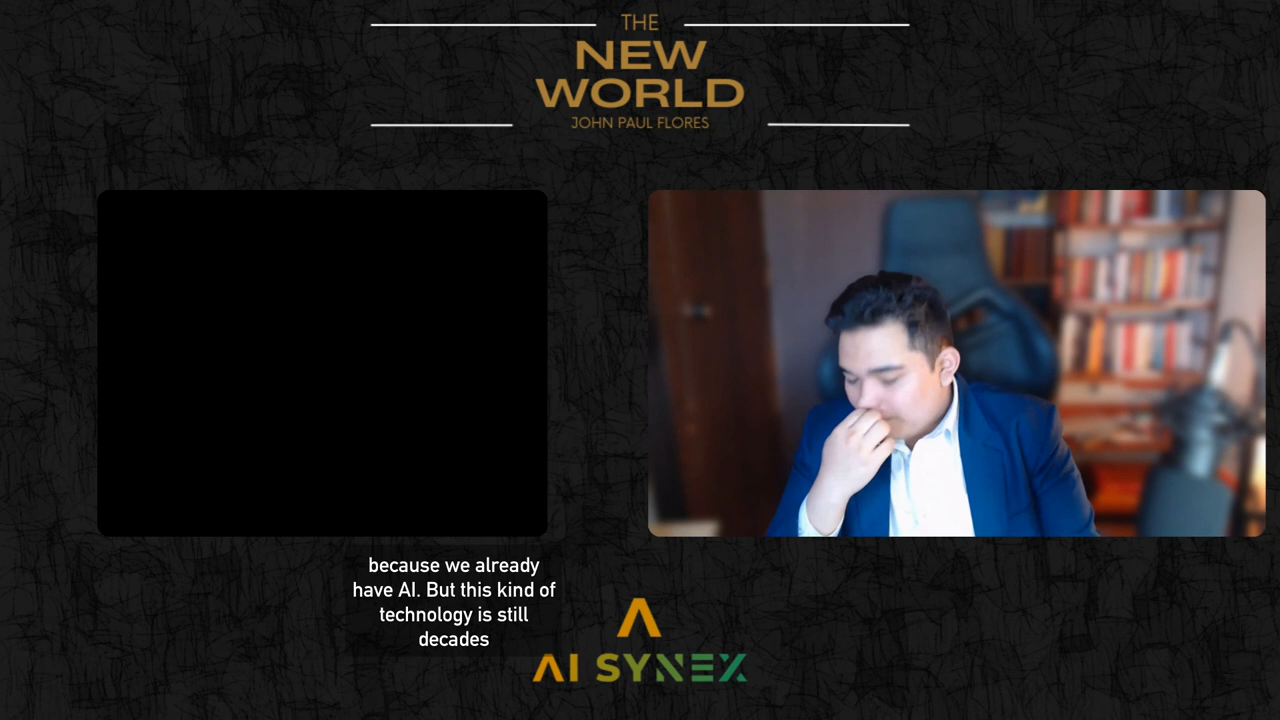 THE
NEW
WORLD
JOHN PAUL FLORES
because we already
have AI. But this kind of
technology is still
decades
AI SYNEX